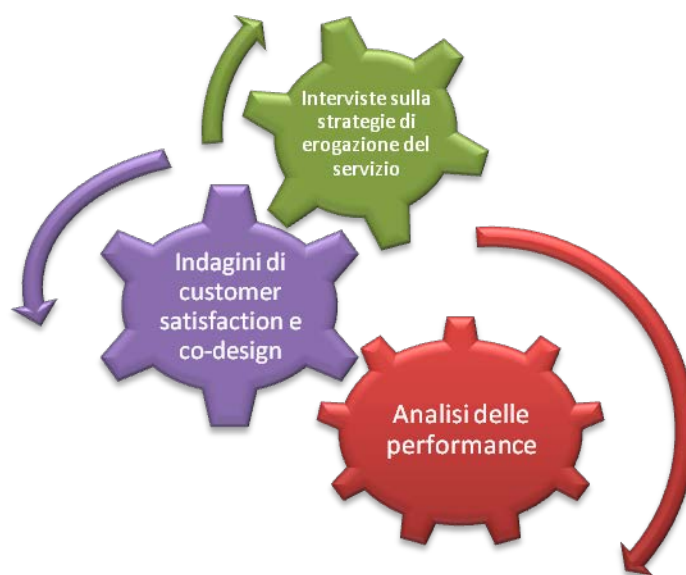 Interviste sulla
strategie di
erogazione del
servizio
Indagini di
customer
satisfaction e
co-design
Analisi delle
performance